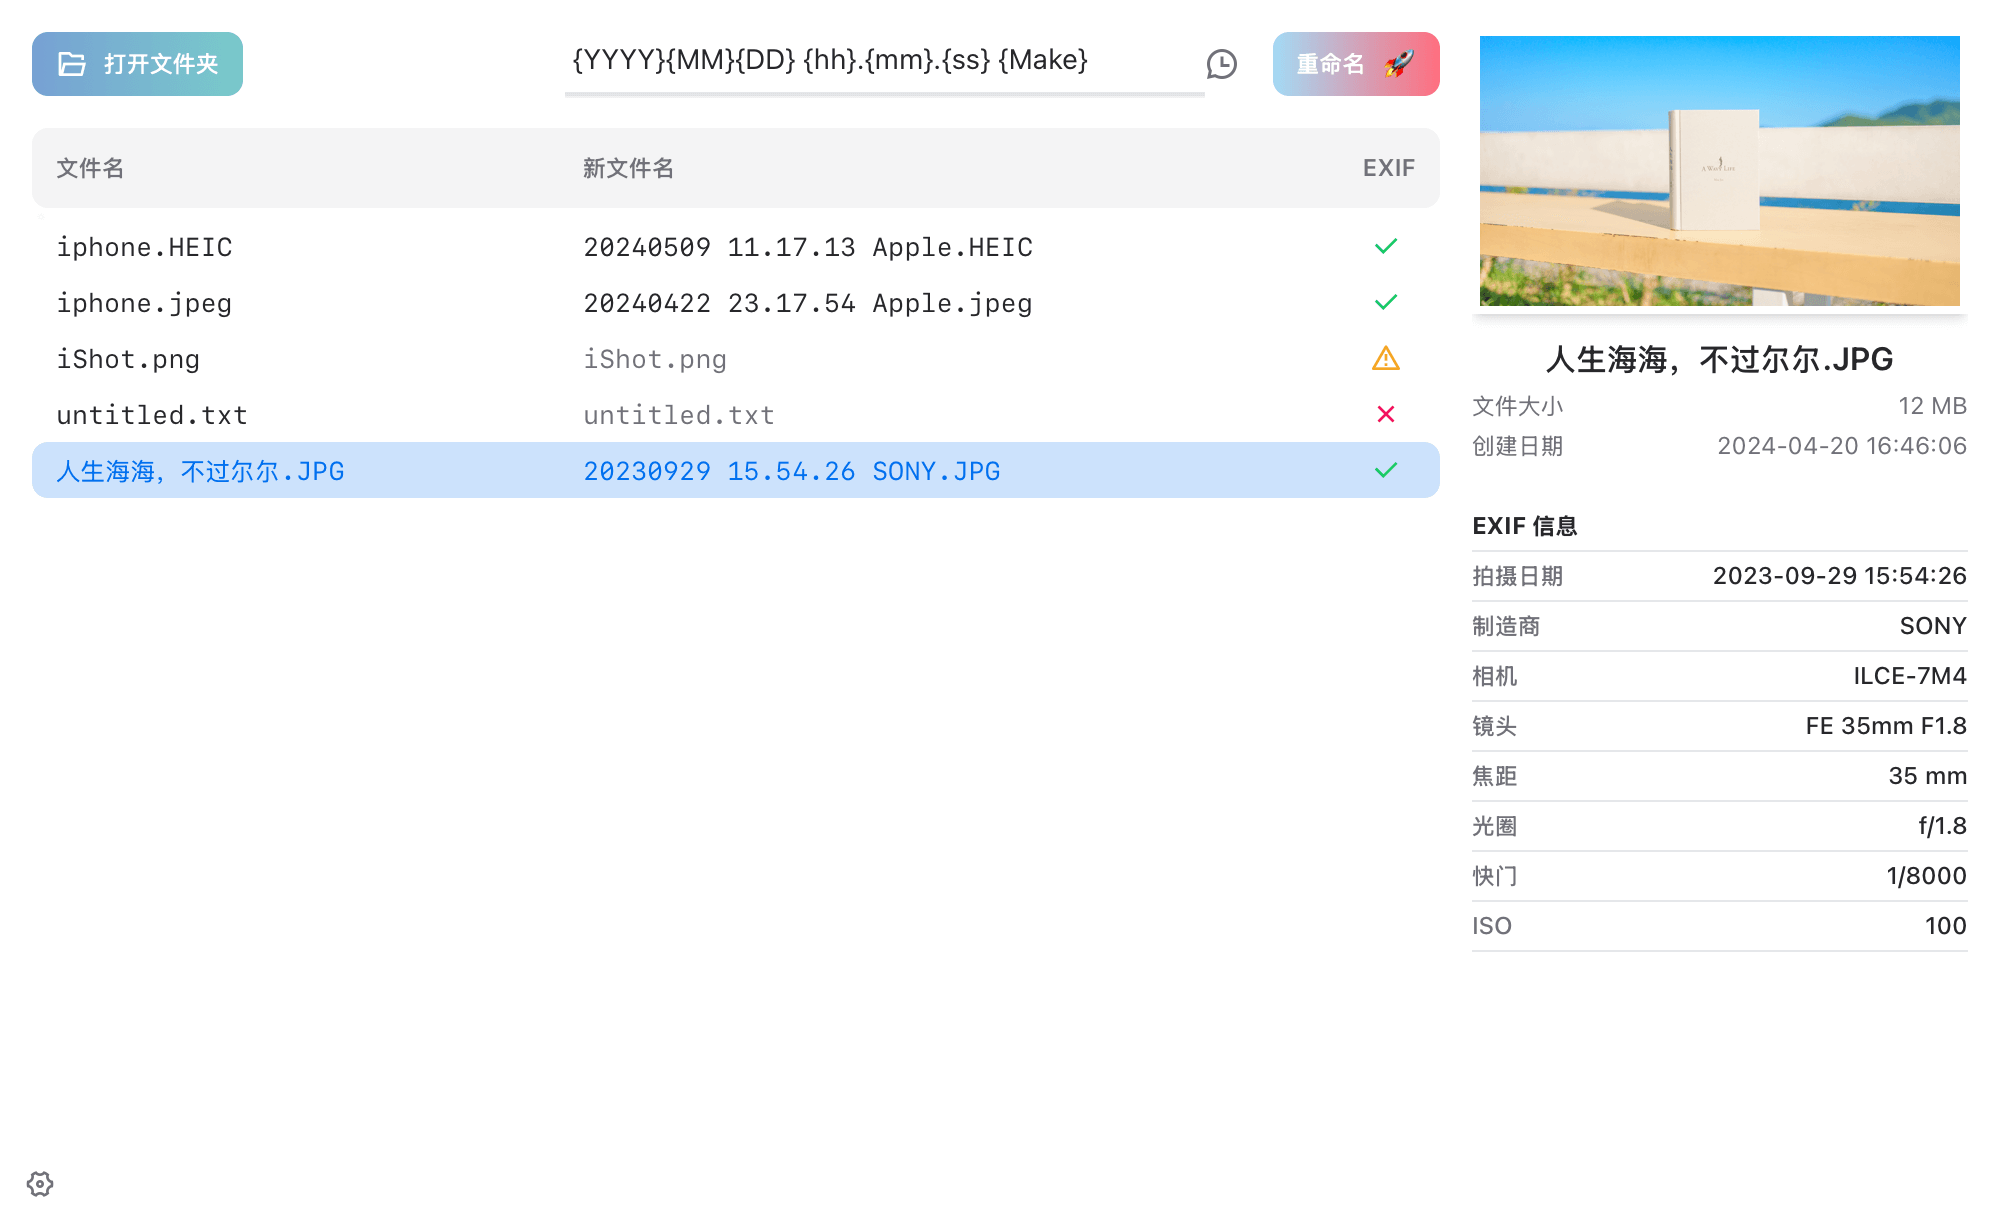 打开文件夹
{YYYY}{MM}{DD} {hh}.{mm}.{ss} {Make}
重命名
文件名 新文件名 EXIF
iphone.HEIC 20240509 11.17.13 Apple.HEIC
iphone.jpeg 20240422 23.17.54 Apple.jpeg
iShot.png iShot.png
untitled.txt untitled.txt
人生海海，不过尔尔.JPG 20230929 15.54.26 SONY.JPG
人生海海，不过尔尔.JPG
文件大小 12 MB
创建日期 2024-04-20 16:46:06
EXIF 信息
拍摄日期 2023-09-29 15:54:26
制造商 SONY
相机 ILCE-7M4
镜头 FE 35mm F1.8
焦距 35 mm
光圈 f/1.8
快门 1/8000
ISO 100